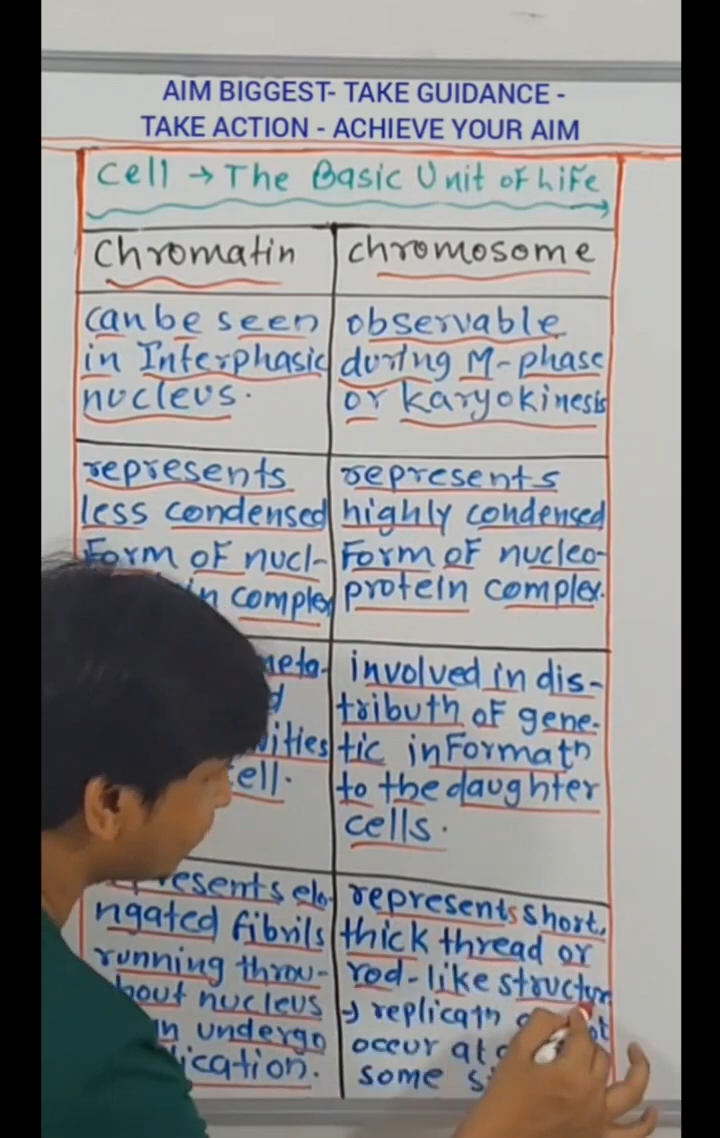 AIM BIGGEST- TAKE GUIDANCE -
TAKE ACTION - ACHIEVE YOUR AIM
Cell → The Basic Unit of Life
Chromatin
can be seen
in Interphasic
nucleus.
represents
less condensed
Form of nucl-
complex
ell.
elo-
ngated fibrils
running throu-
nucleus
undergo
chromosome
observable
during M-phase
or karyokinesis
represents
highly condensed
Form of nucleo-
protein complex.
involved in dis-
tributn of gene-
tic informatn
to the daughter
cells.
represents short,
thick thread or
rod-like structure
→ replicatn
occur at
some